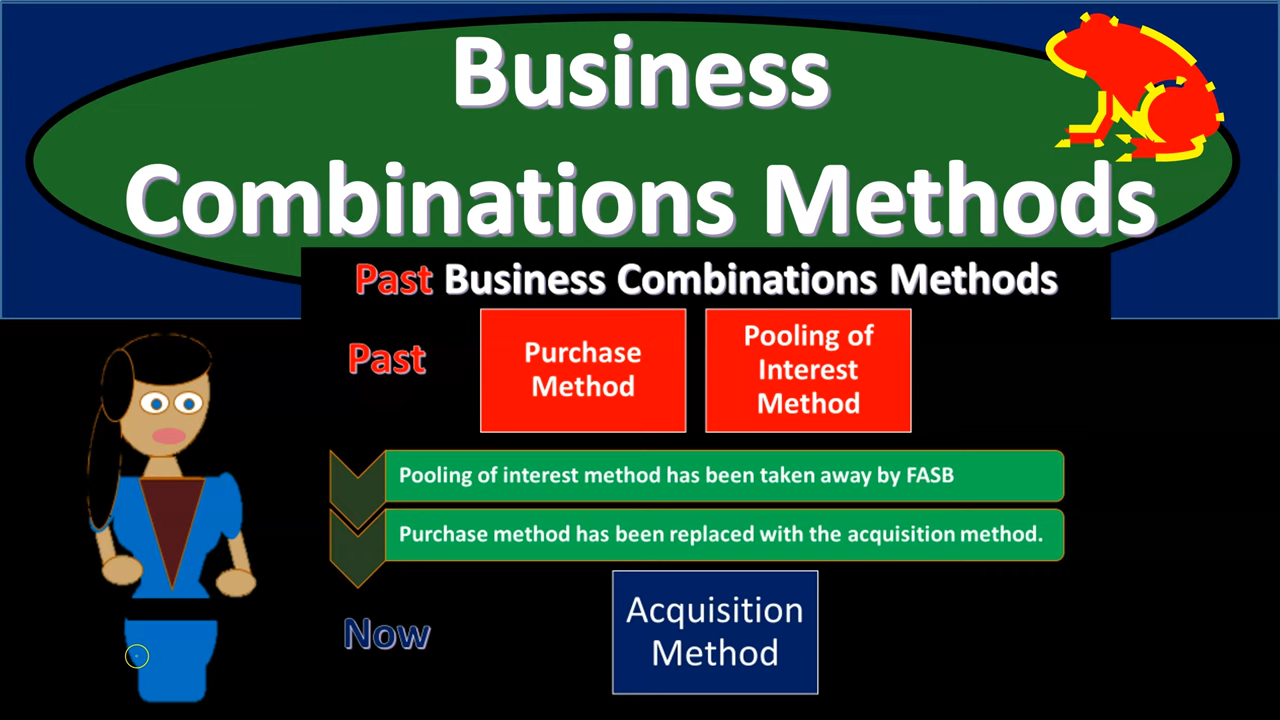 Business
Combinations Methods
Past Business Combinations Methods
Past
Purchase
Method
Pooling of
Interest
Method
Pooling of interest method has been taken away by FASB
Purchase method has been replaced with the acquisition method.
Now
Acquisition
Method